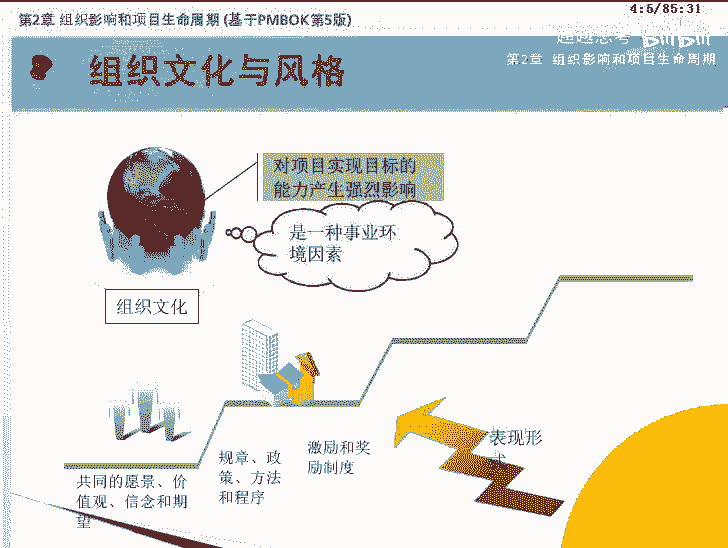 第2章 组织影响和项目生命周期 (基于PMBOK第5版)
4:5/85:31
bilibili
第2章 组织影响和项目生命周期
组织文化与风格
对项目实现目标的
能力产生强烈影响
是一种事业环
境因素
组织文化
共同的愿景、价
值观、信念和期
望
规章、政
策、方法
和程序
激励和奖
励制度
表现形
式